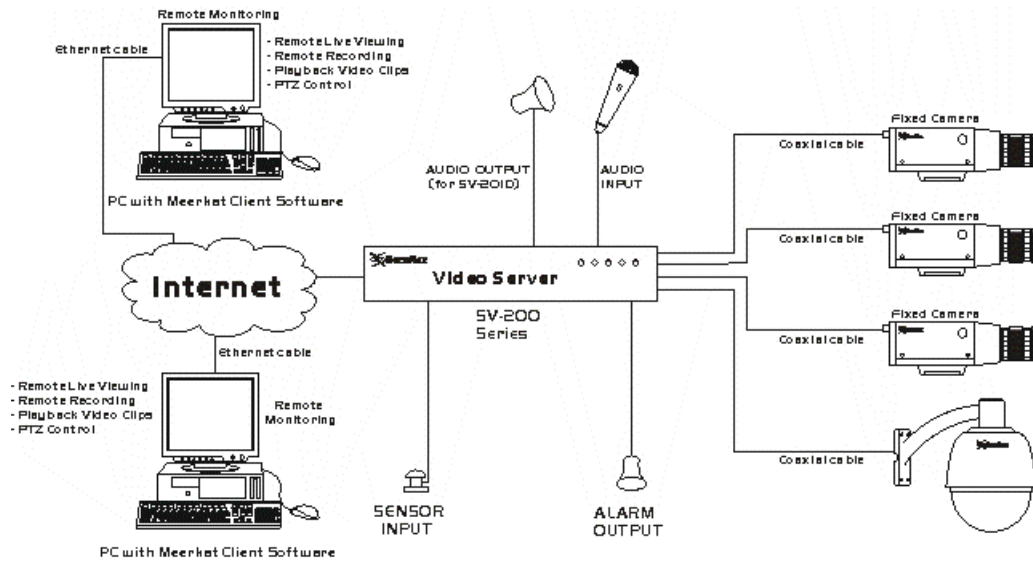 Remote Monitoring
Ethernet cable
- Remote Live Viewing
- Remote Recording
- Playback Video Clips
- PTZ Control
PC with Meerkat Client Software
AUDIO OUTPUT
(for SV-201D)
AUDIO
INPUT
Fixed Camera
Coaxial cable
Fixed Camera
Coaxial cable
Fixed Camera
Coaxial cable
Coaxial cable
Internet
Video Server
SV-200
Series
Ethernet cable
- Remote Live Viewing
- Remote Recording
- Playback Video Clips
- PTZ Control
Remote
Monitoring
PC with Meerkat Client Software
SENSOR
INPUT
ALARM
OUTPUT